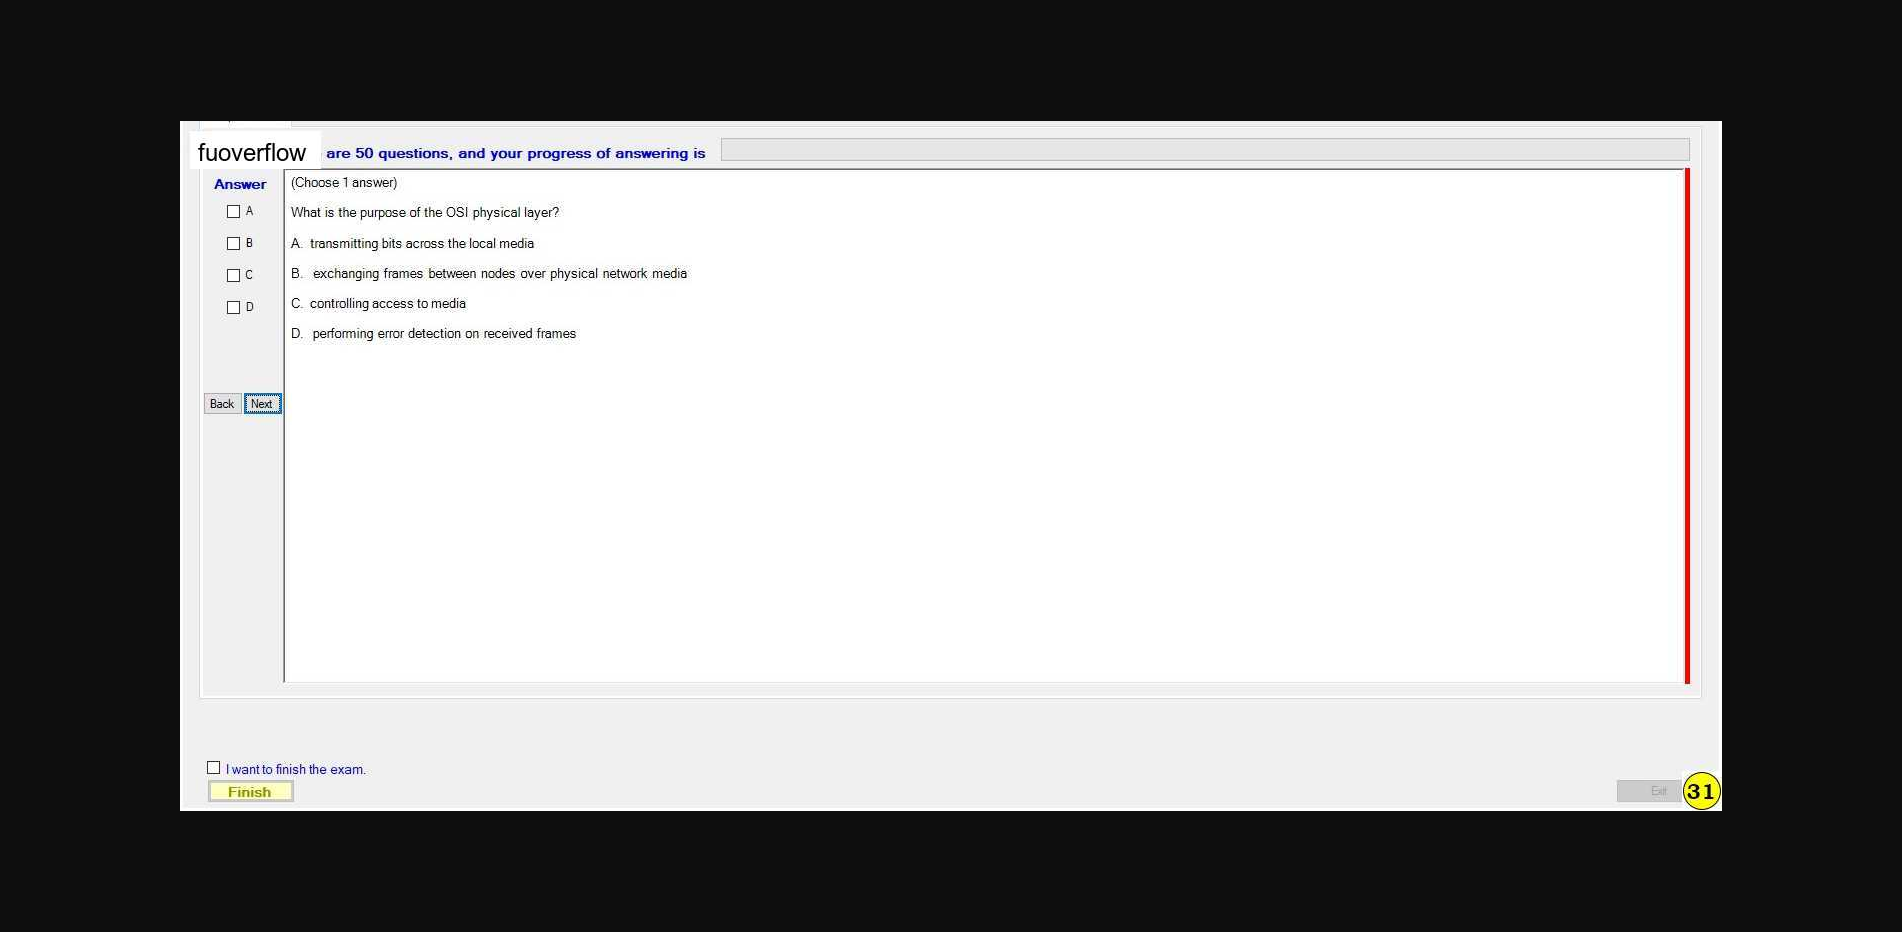 fuoverflow are 50 questions, and your progress of answering is
Answer
(Choose 1 answer)
A
What is the purpose of the OSI physical layer?
B
A. transmitting bits across the local media
C
B. exchanging frames between nodes over physical network media
D
C. controlling access to media
D. performing error detection on received frames
Back Next
I want to finish the exam.
Finish
Exit
31